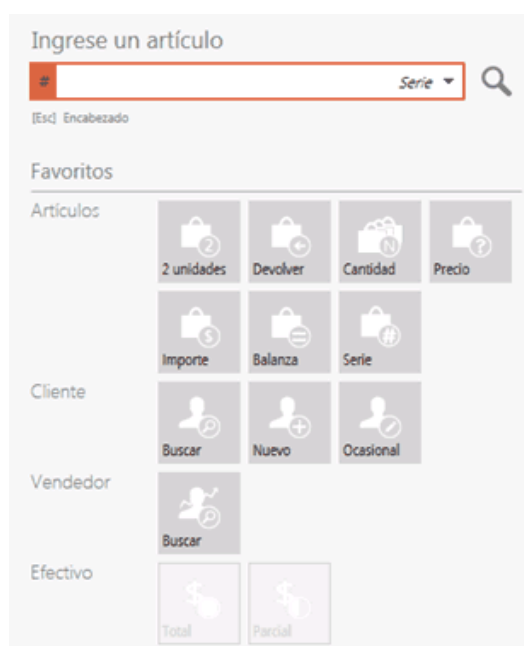 Ingrese un artículo
# Serie
[Esc] Encabezado
Favoritos
Artículos
2 unidades Devolver Cantidad Precio
Importe Balanza Serie
Cliente
Buscar Nuevo Ocasional
Vendedor
Buscar
Efectivo
Total Parcial